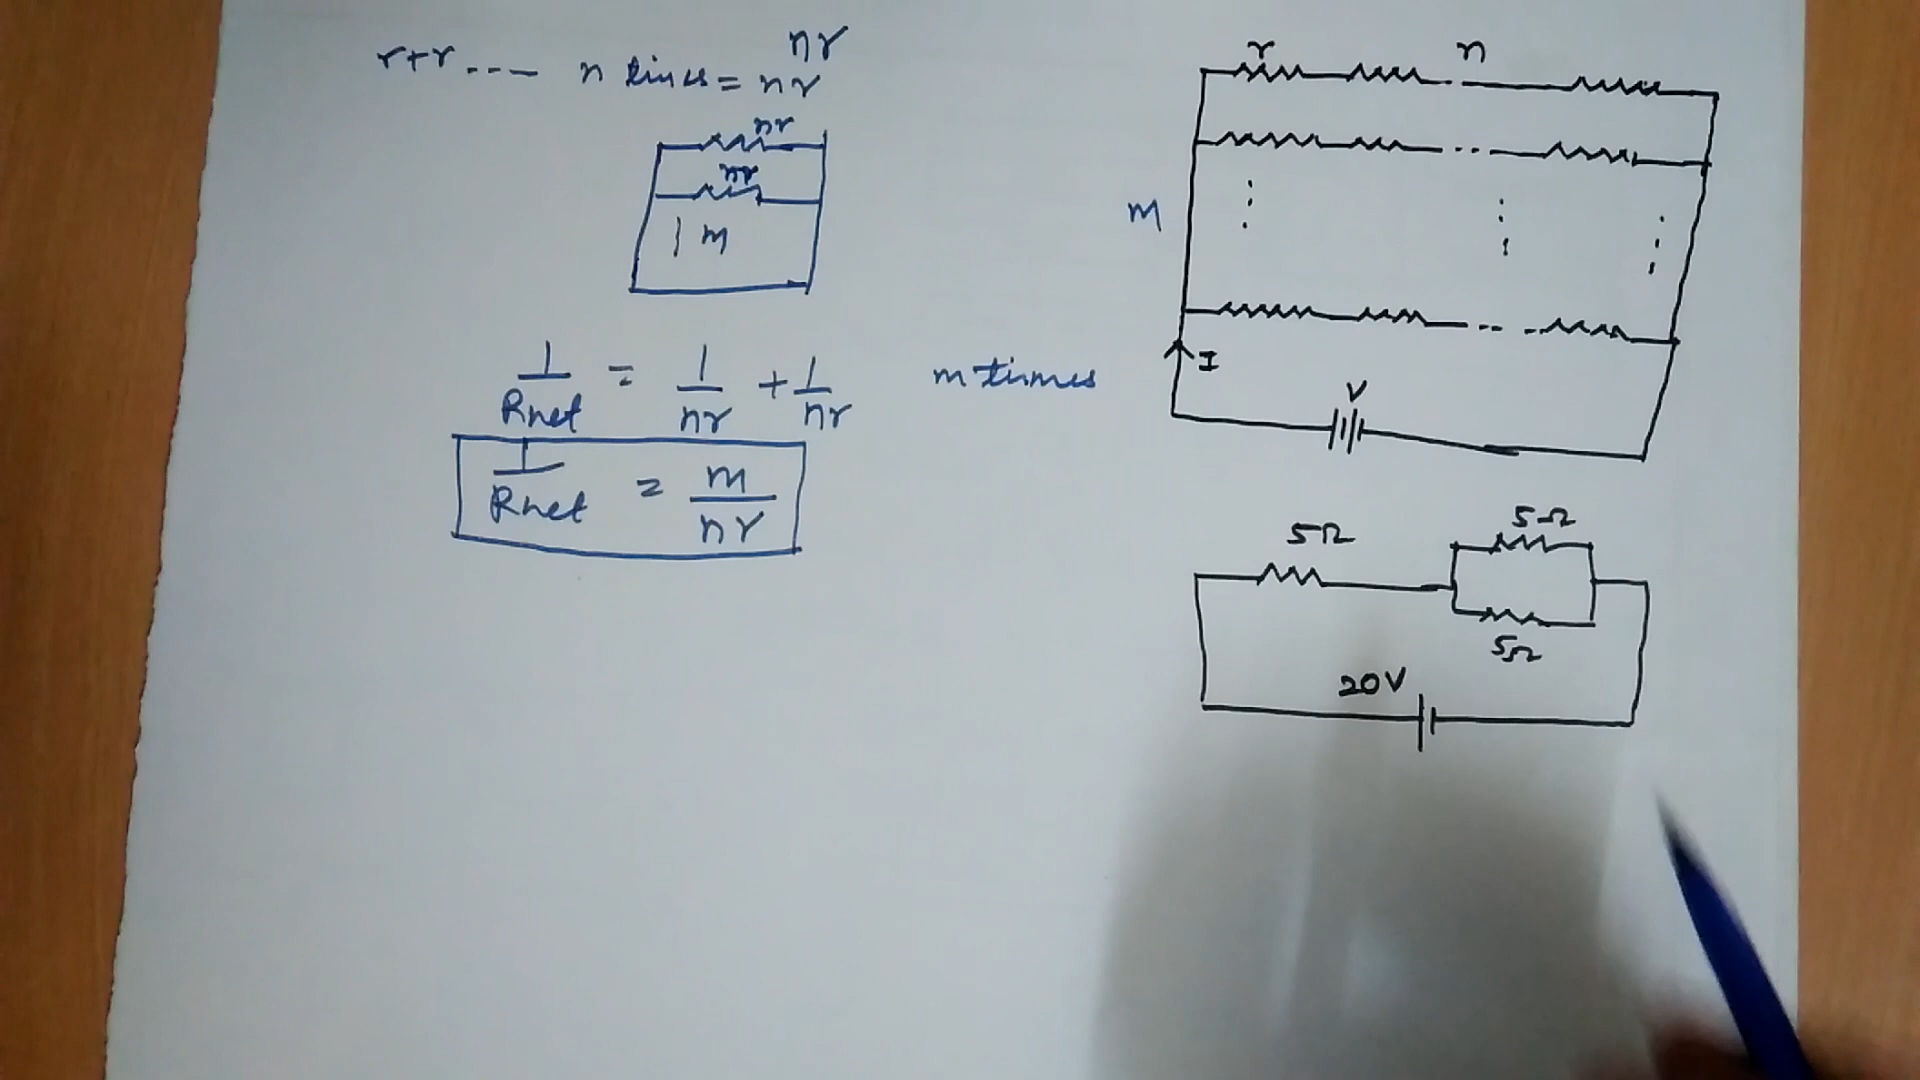 nr
r+r ---- n times = nr
nr
nr
| m
1/Rnet = 1/nr + 1/nr m times
1/Rnet = m/nr
r n
m
I
V
5Ω
5Ω
5Ω
20V